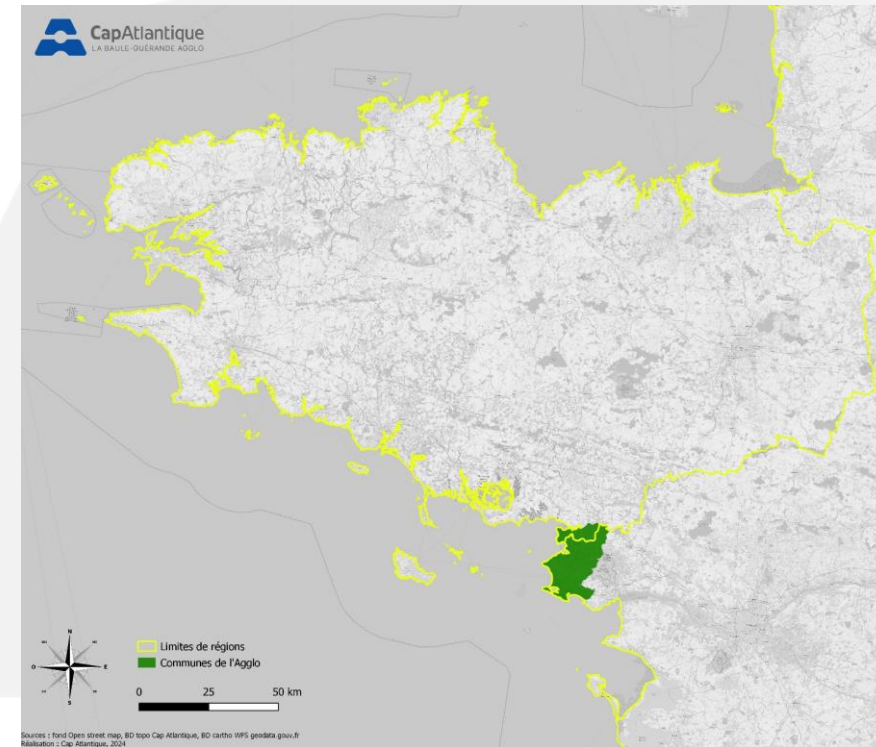 CapAtlantique
LA BAULE-GUÉRANDE AGGLO
N
O
E
S
Limites de régions
Communes de l'Agglo
0 25 50 km
Sources : fond Open street map, BD topo Cap Atlantique, BD cartho WFS geodata.gouv.fr
Réalisation : Cap Atlantique, 2024